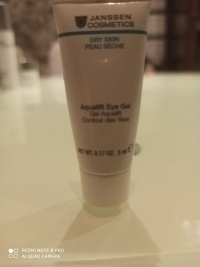 JANSSEN
COSMETICS
DRY SKIN
PEAU SÈCHE
Aqualift Eye Gel
Gel Aqualift
Contour des Yeux
NET WT. 0.17 OZ. 5 ml ℮
REDMI NOTE 8 PRO
AI QUAD CAMERA